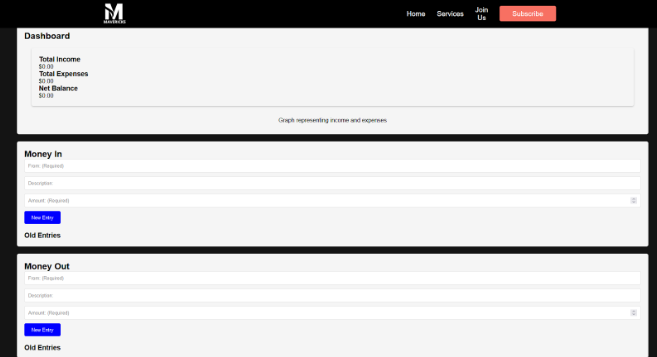 M
MAVERICKS
Home
Services
Join
Us
Subscribe
Dashboard
Total Income
$0.00
Total Expenses
$0.00
Net Balance
$0.00
Graph representing income and expenses
Money In
From: (Required)
Description:
Amount: (Required)
New Entry
Old Entries
Money Out
From: (Required)
Description:
Amount: (Required)
New Entry
Old Entries